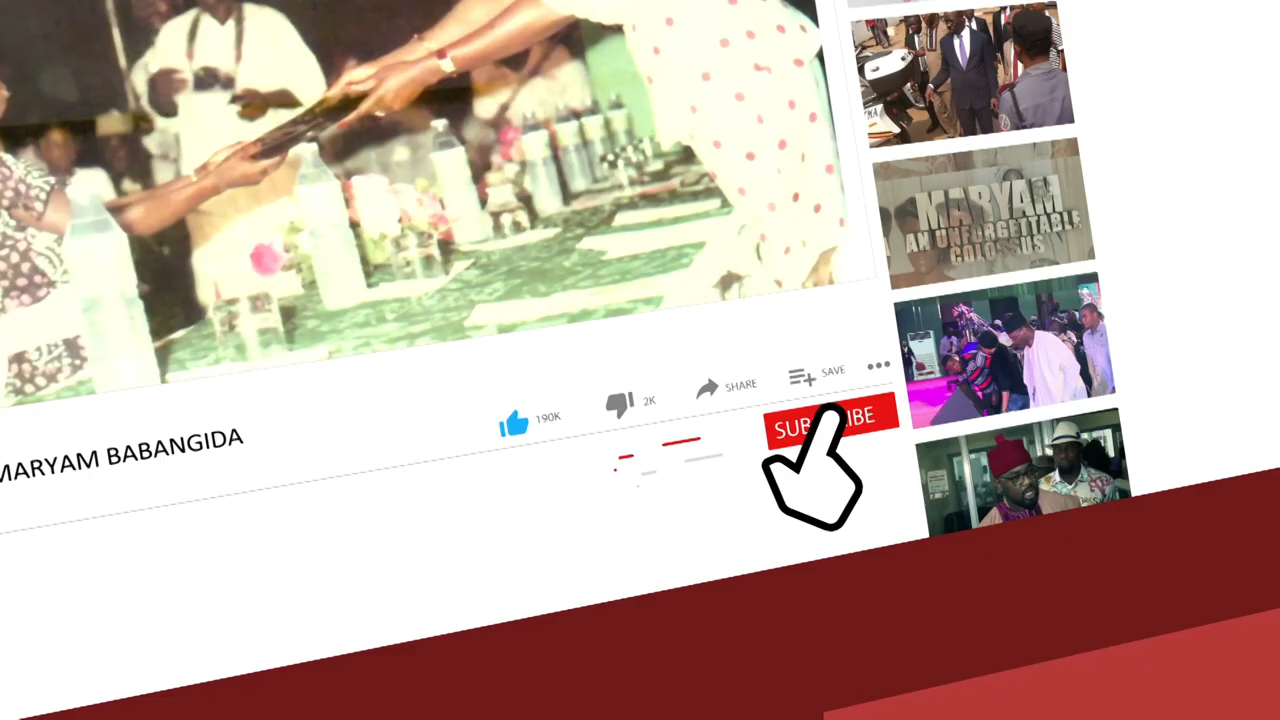 MARYAM
AN UNFORGETTABLE
COLOSSUS
190K
2K
SHARE
SAVE
MARYAM BABANGIDA